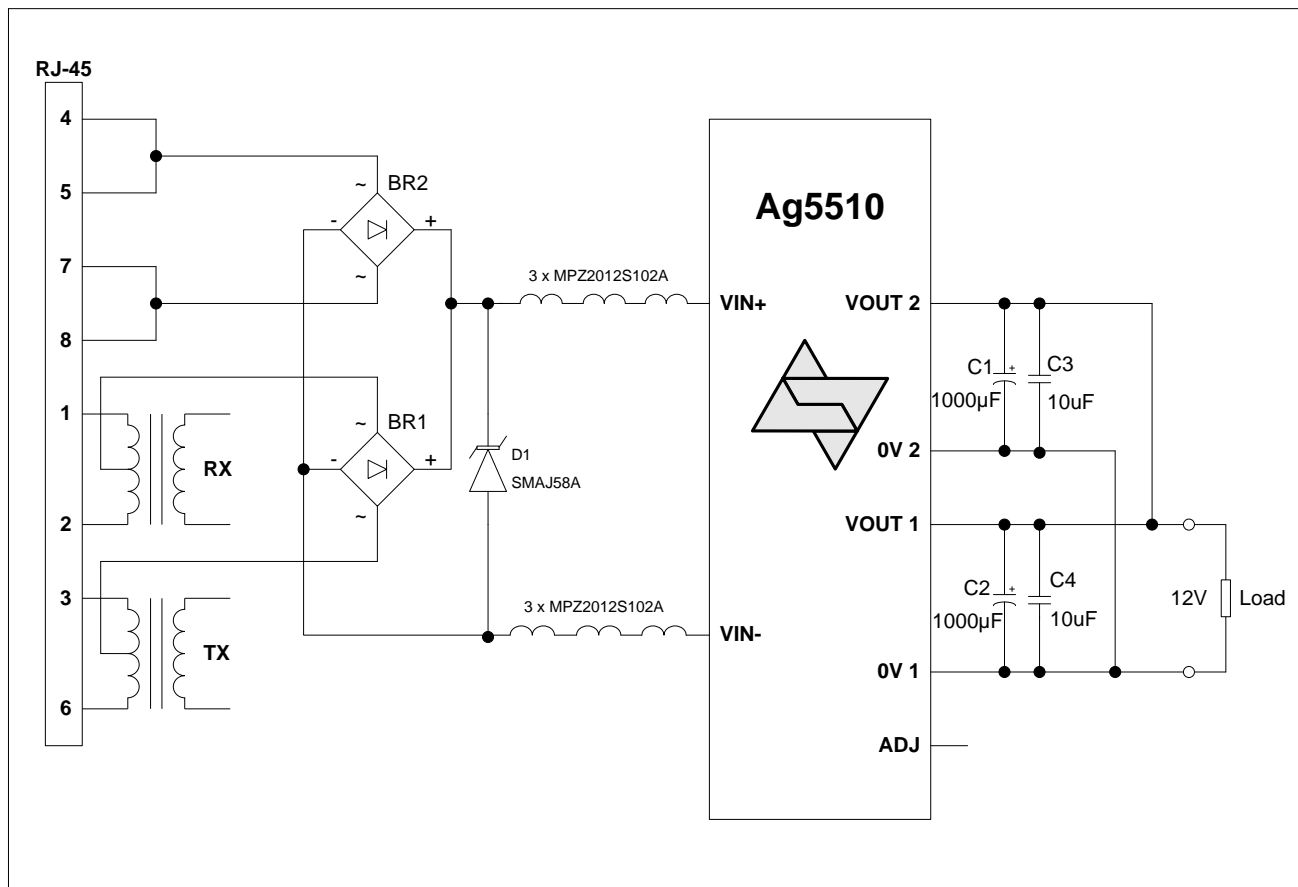 RJ-45
4
5
7
8
1
2
3
6
RX
TX
~
BR2
-
+
~
~
BR1
-
+
~
3 x MPZ2012S102A
D1
SMAJ58A
3 x MPZ2012S102A
Ag5510
VIN+
VIN-
VOUT 2
0V 2
VOUT 1
0V 1
ADJ
C1
+
1000µF
C3
10uF
C2
+
1000µF
C4
10uF
12V
Load